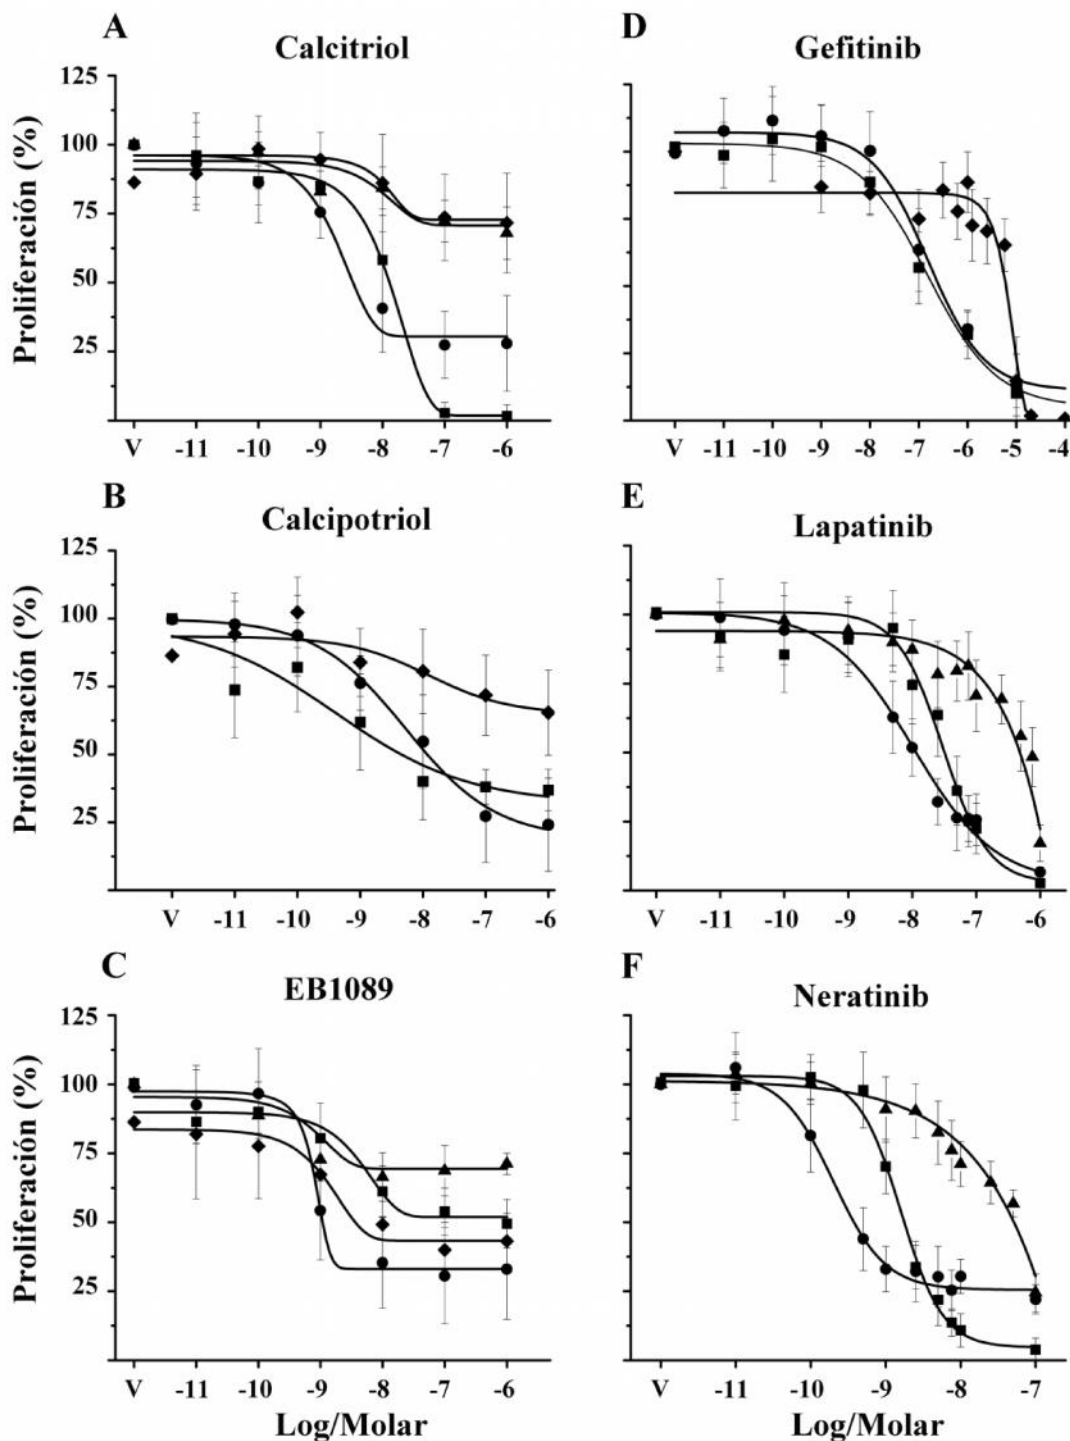 A
Calcitriol
Proliferación (%)
125
100
75
50
25
V -11 -10 -9 -8 -7 -6
D
Gefitinib
V -11 -10 -9 -8 -7 -6 -5 -4
B
Calcipotriol
Proliferación (%)
125
100
75
50
25
V -11 -10 -9 -8 -7 -6
E
Lapatinib
V -11 -10 -9 -8 -7 -6
C
EB1089
Proliferación (%)
125
100
75
50
25
V -11 -10 -9 -8 -7 -6
Log/Molar
F
Neratinib
V -11 -10 -9 -8 -7
Log/Molar